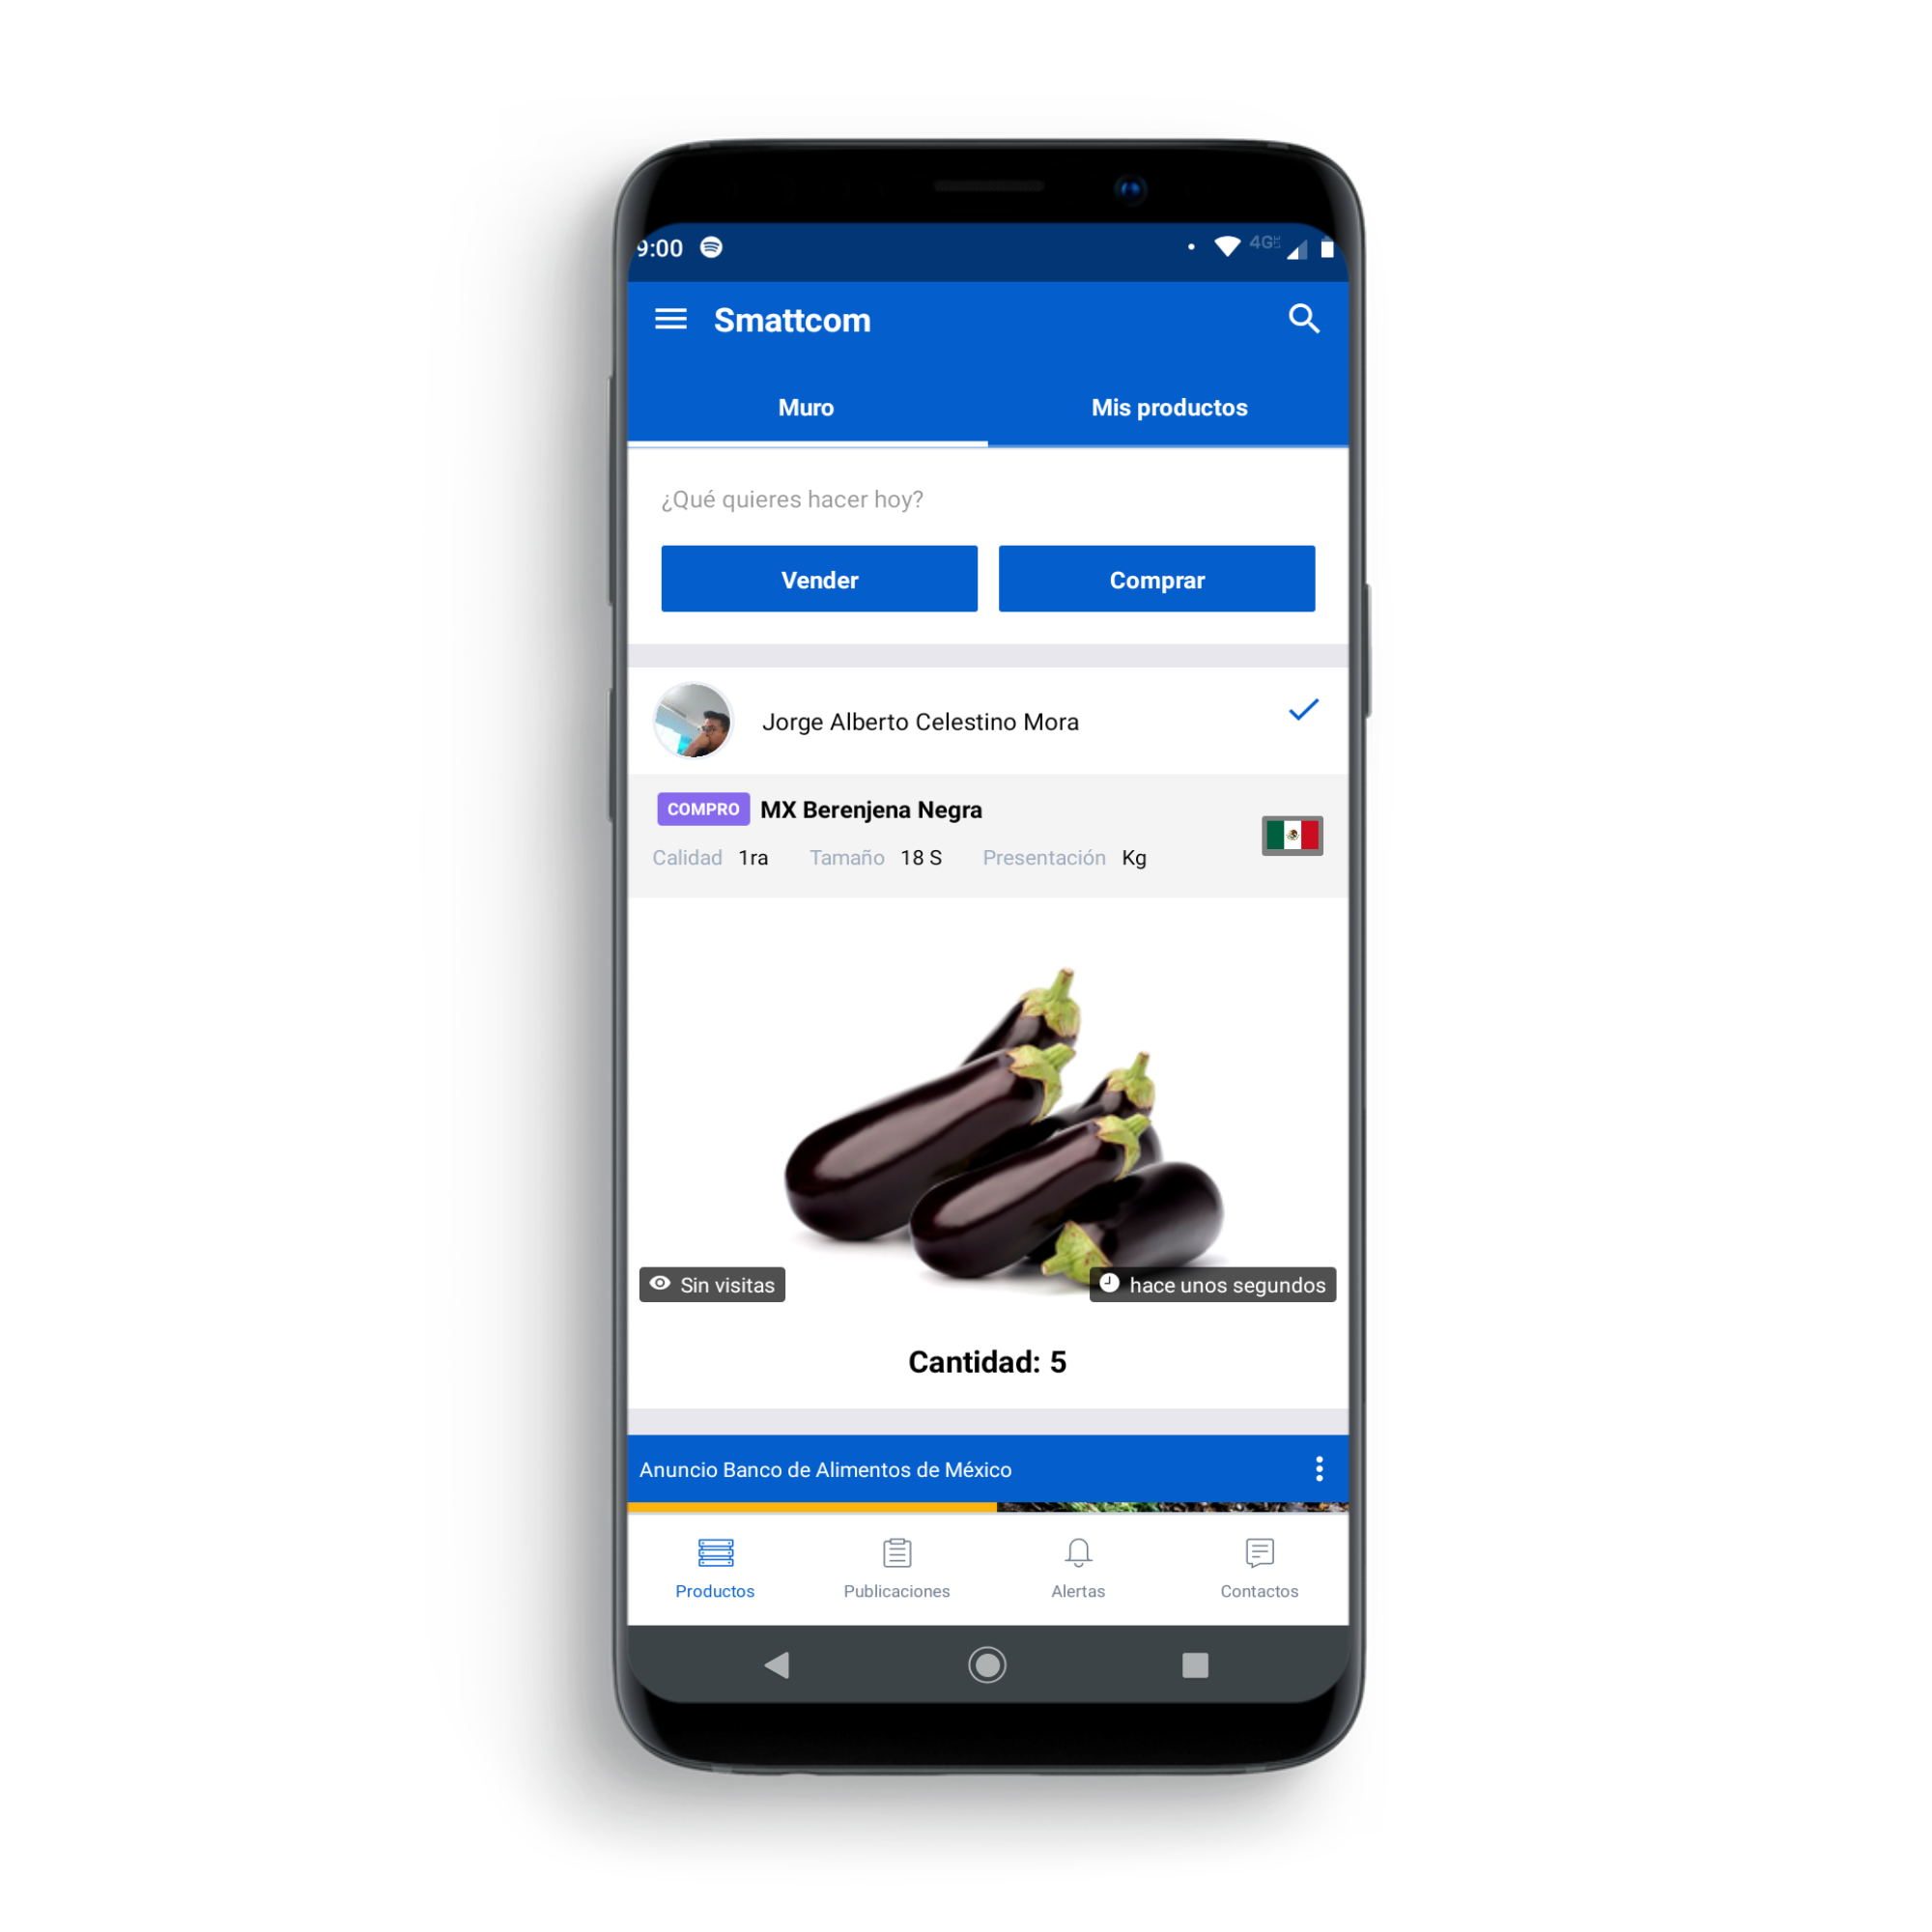 9:00
4G
Smattcom
Muro Mis productos
¿Qué quieres hacer hoy?
Vender Comprar
Jorge Alberto Celestino Mora
COMPRO MX Berenjena Negra
Calidad 1ra Tamaño 18 S Presentación Kg
Sin visitas hace unos segundos
Cantidad: 5
Anuncio Banco de Alimentos de México
Productos Publicaciones Alertas Contactos